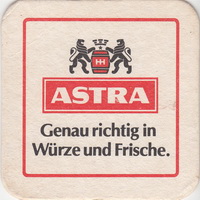 ASTRA
Genau richtig in
Würze und Frische.